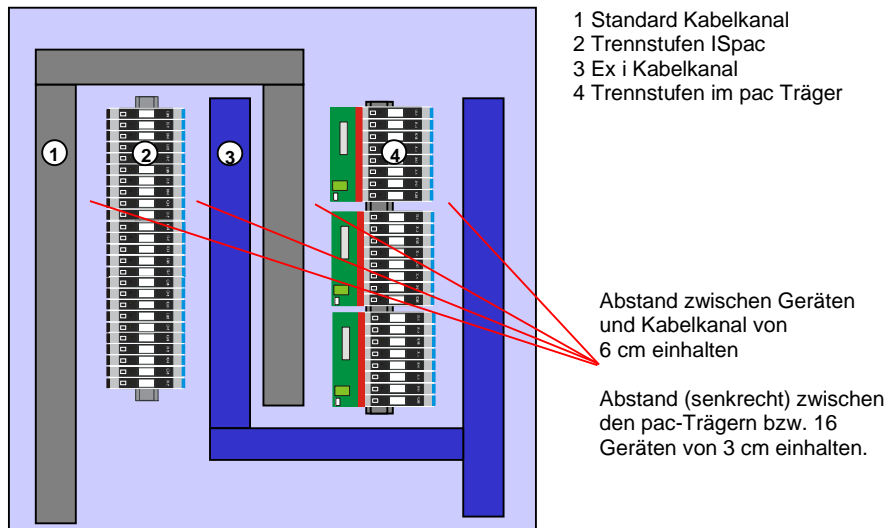 1 Standard Kabelkanal
2 Trennstufen ISpac
3 Ex i Kabelkanal
4 Trennstufen im pac Träger
1
2
3
4
Abstand zwischen Geräten
und Kabelkanal von
6 cm einhalten
Abstand (senkrecht) zwischen
den pac-Trägern bzw. 16
Geräten von 3 cm einhalten.